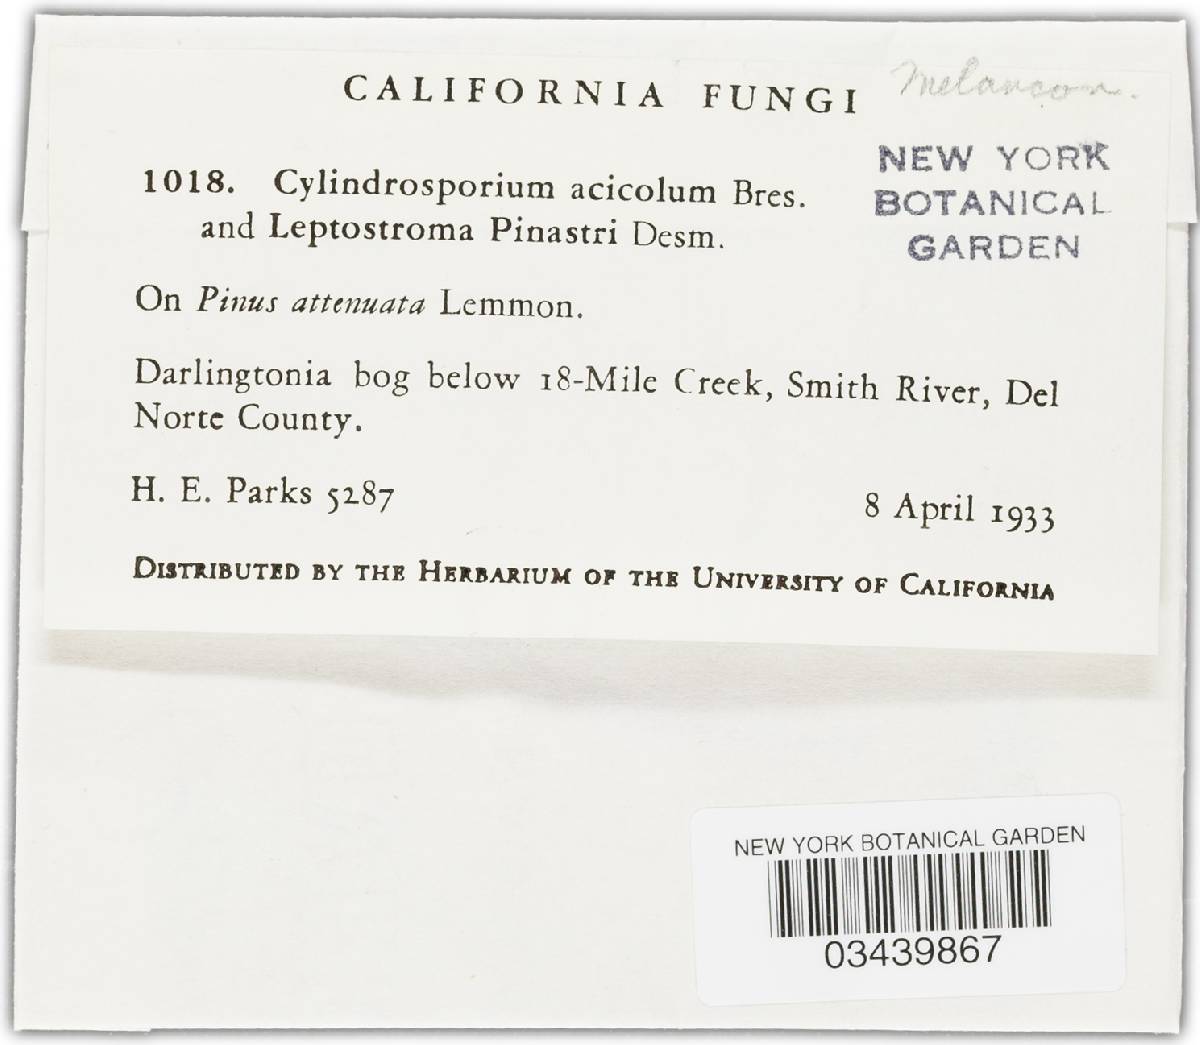 CALIFORNIA FUNGI
Melancon.
NEW YORK
BOTANICAL
GARDEN
1018. Cylindrosporium acicolum Bres.
and Leptostroma Pinastri Desm.
On Pinus attenuata Lemmon.
Darlingtonia bog below 18-Mile Creek, Smith River, Del
Norte County.
H. E. Parks 5287
8 April 1933
DISTRIBUTED BY THE HERBARIUM OF THE UNIVERSITY OF CALIFORNIA
NEW YORK BOTANICAL GARDEN
03439867